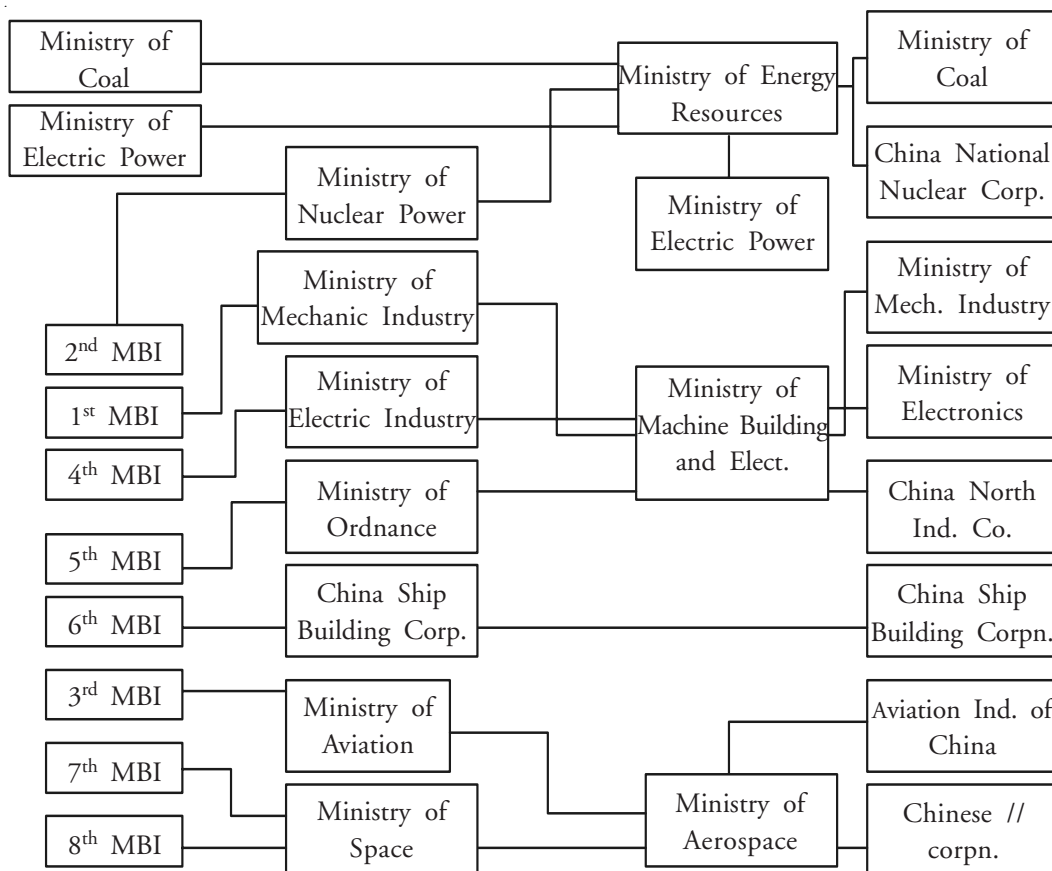 Ministry of
Coal
Ministry of
Electric Power
Ministry of
Nuclear Power
Ministry of
Mechanic Industry
2nd MBI
1st MBI
4th MBI
5th MBI
6th MBI
3rd MBI
7th MBI
8th MBI
Ministry of
Electric Industry
Ministry of
Ordnance
China Ship
Building Corp.
Ministry of
Aviation
Ministry of
Space
Ministry of Energy
Resources
Ministry of
Electric Power
Ministry of
Machine Building
and Elect.
Ministry of
Aerospace
Ministry of
Coal
China National
Nuclear Corp.
Ministry of
Mech. Industry
Ministry of
Electronics
China North
Ind. Co.
China Ship
Building Corpn.
Aviation Ind. of
China
Chinese //
corpn.